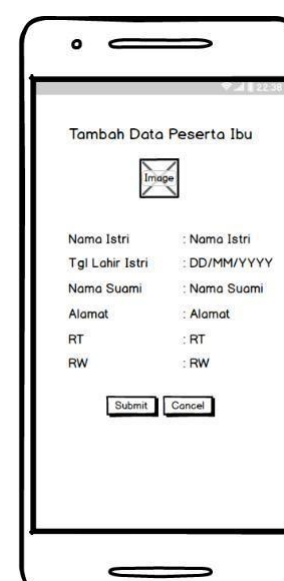 22:38
Tambah Data Peserta Ibu
Image
Nama Istri : Nama Istri
Tgl Lahir Istri : DD/MM/YYYY
Nama Suami : Nama Suami
Alamat : Alamat
RT : RT
RW : RW
Submit Cancel